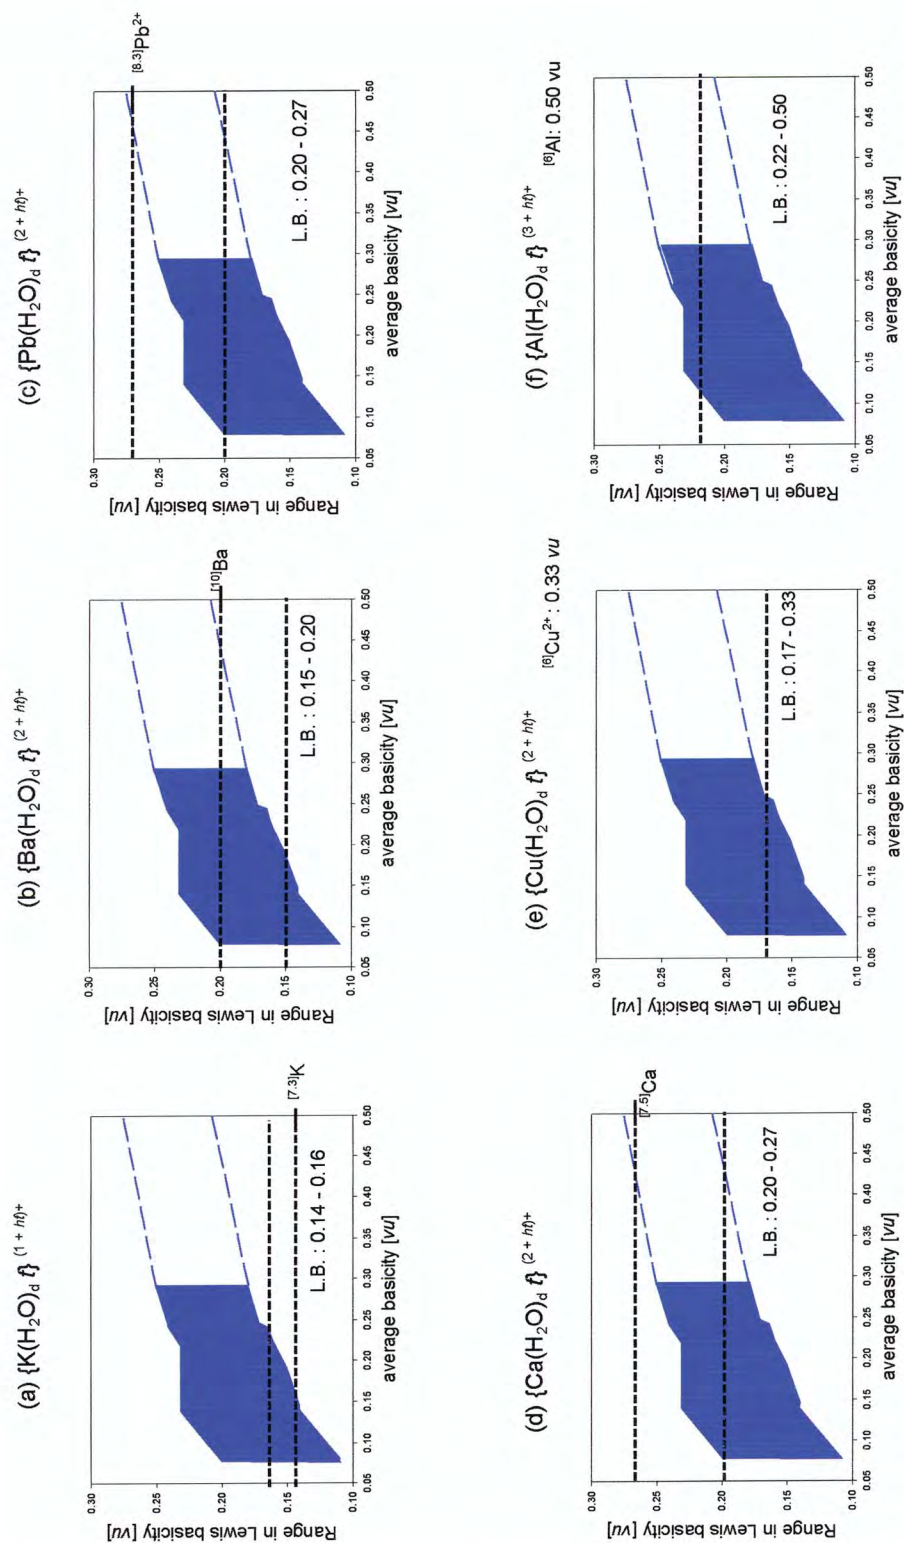 (a) {K(H₂O)d t} (1 + ht)+
Range in Lewis basicity [vu]
0.30
0.25
0.20
0.15
0.10
[7.3]K
L.B. : 0.14 - 0.16
0.05 0.10 0.15 0.20 0.25 0.30 0.35 0.40 0.45 0.50
average basicity [vu]
(b) {Ba(H₂O)d t} (2 + ht)+
Range in Lewis basicity [vu]
0.30
0.25
0.20
0.15
0.10
[10]Ba
L.B. : 0.15 - 0.20
0.05 0.10 0.15 0.20 0.25 0.30 0.35 0.40 0.45 0.50
average basicity [vu]
(c) {Pb(H₂O)d t} (2 + ht)+
Range in Lewis basicity [vu]
0.30
0.25
0.20
0.15
0.10
[8.3]Pb2+
L.B. : 0.20 - 0.27
0.05 0.10 0.15 0.20 0.25 0.30 0.35 0.40 0.45 0.50
average basicity [vu]
(d) {Ca(H₂O)d t} (2 + ht)+
Range in Lewis basicity [vu]
0.30
0.25
0.20
0.15
0.10
[7.5]Ca
L.B. : 0.20 - 0.27
0.05 0.10 0.15 0.20 0.25 0.30 0.35 0.40 0.45 0.50
average basicity [vu]
(e) {Cu(H₂O)d t} (2 + ht)+
[6]Cu2+ : 0.33 vu
Range in Lewis basicity [vu]
0.30
0.25
0.20
0.15
0.10
L.B. : 0.17 - 0.33
0.05 0.10 0.15 0.20 0.25 0.30 0.35 0.40 0.45 0.50
average basicity [vu]
(f) {Al(H₂O)d t} (3 + ht)+
[6]Al: 0.50 vu
Range in Lewis basicity [vu]
0.30
0.25
0.20
0.15
0.10
L.B. : 0.22 - 0.50
0.05 0.10 0.15 0.20 0.25 0.30 0.35 0.40 0.45 0.50
average basicity [vu]